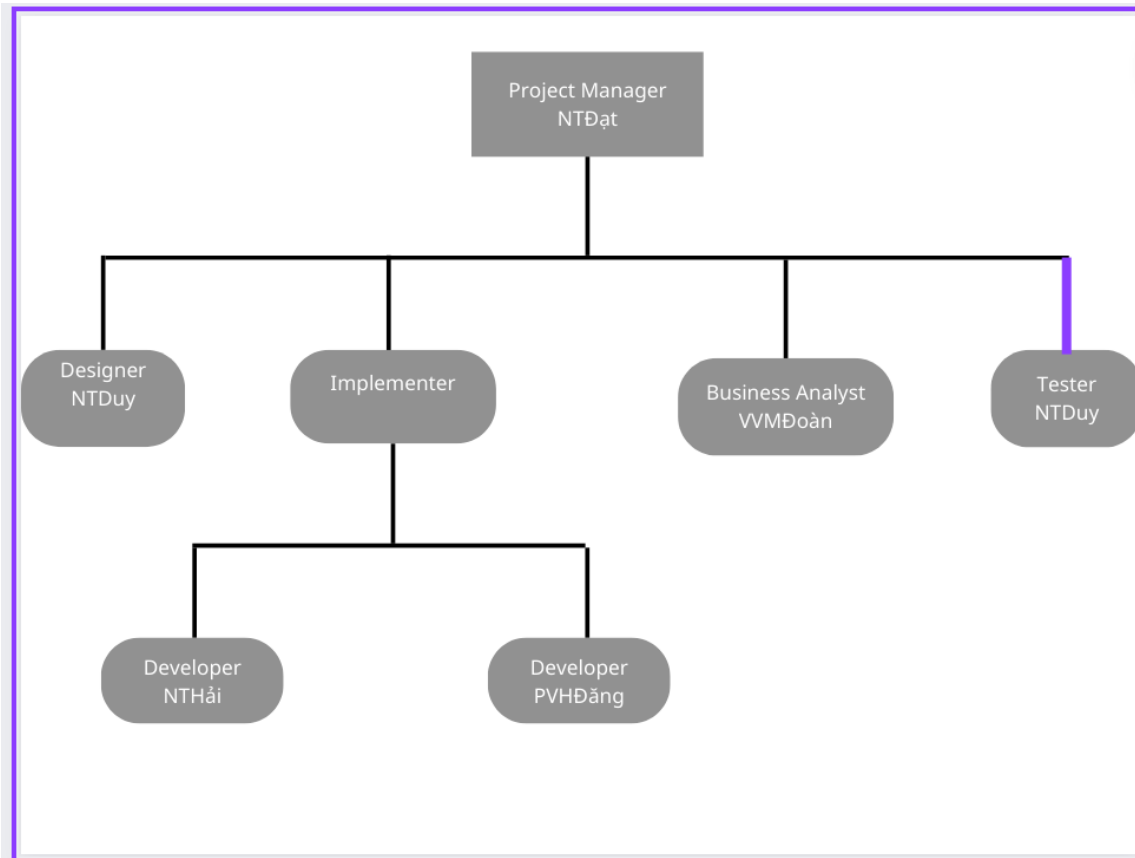 Project Manager
NTĐạt
Designer
NTDuy
Implementer
Business Analyst
VVMĐoàn
Tester
NTDuy
Developer
NTHải
Developer
PVHĐăng